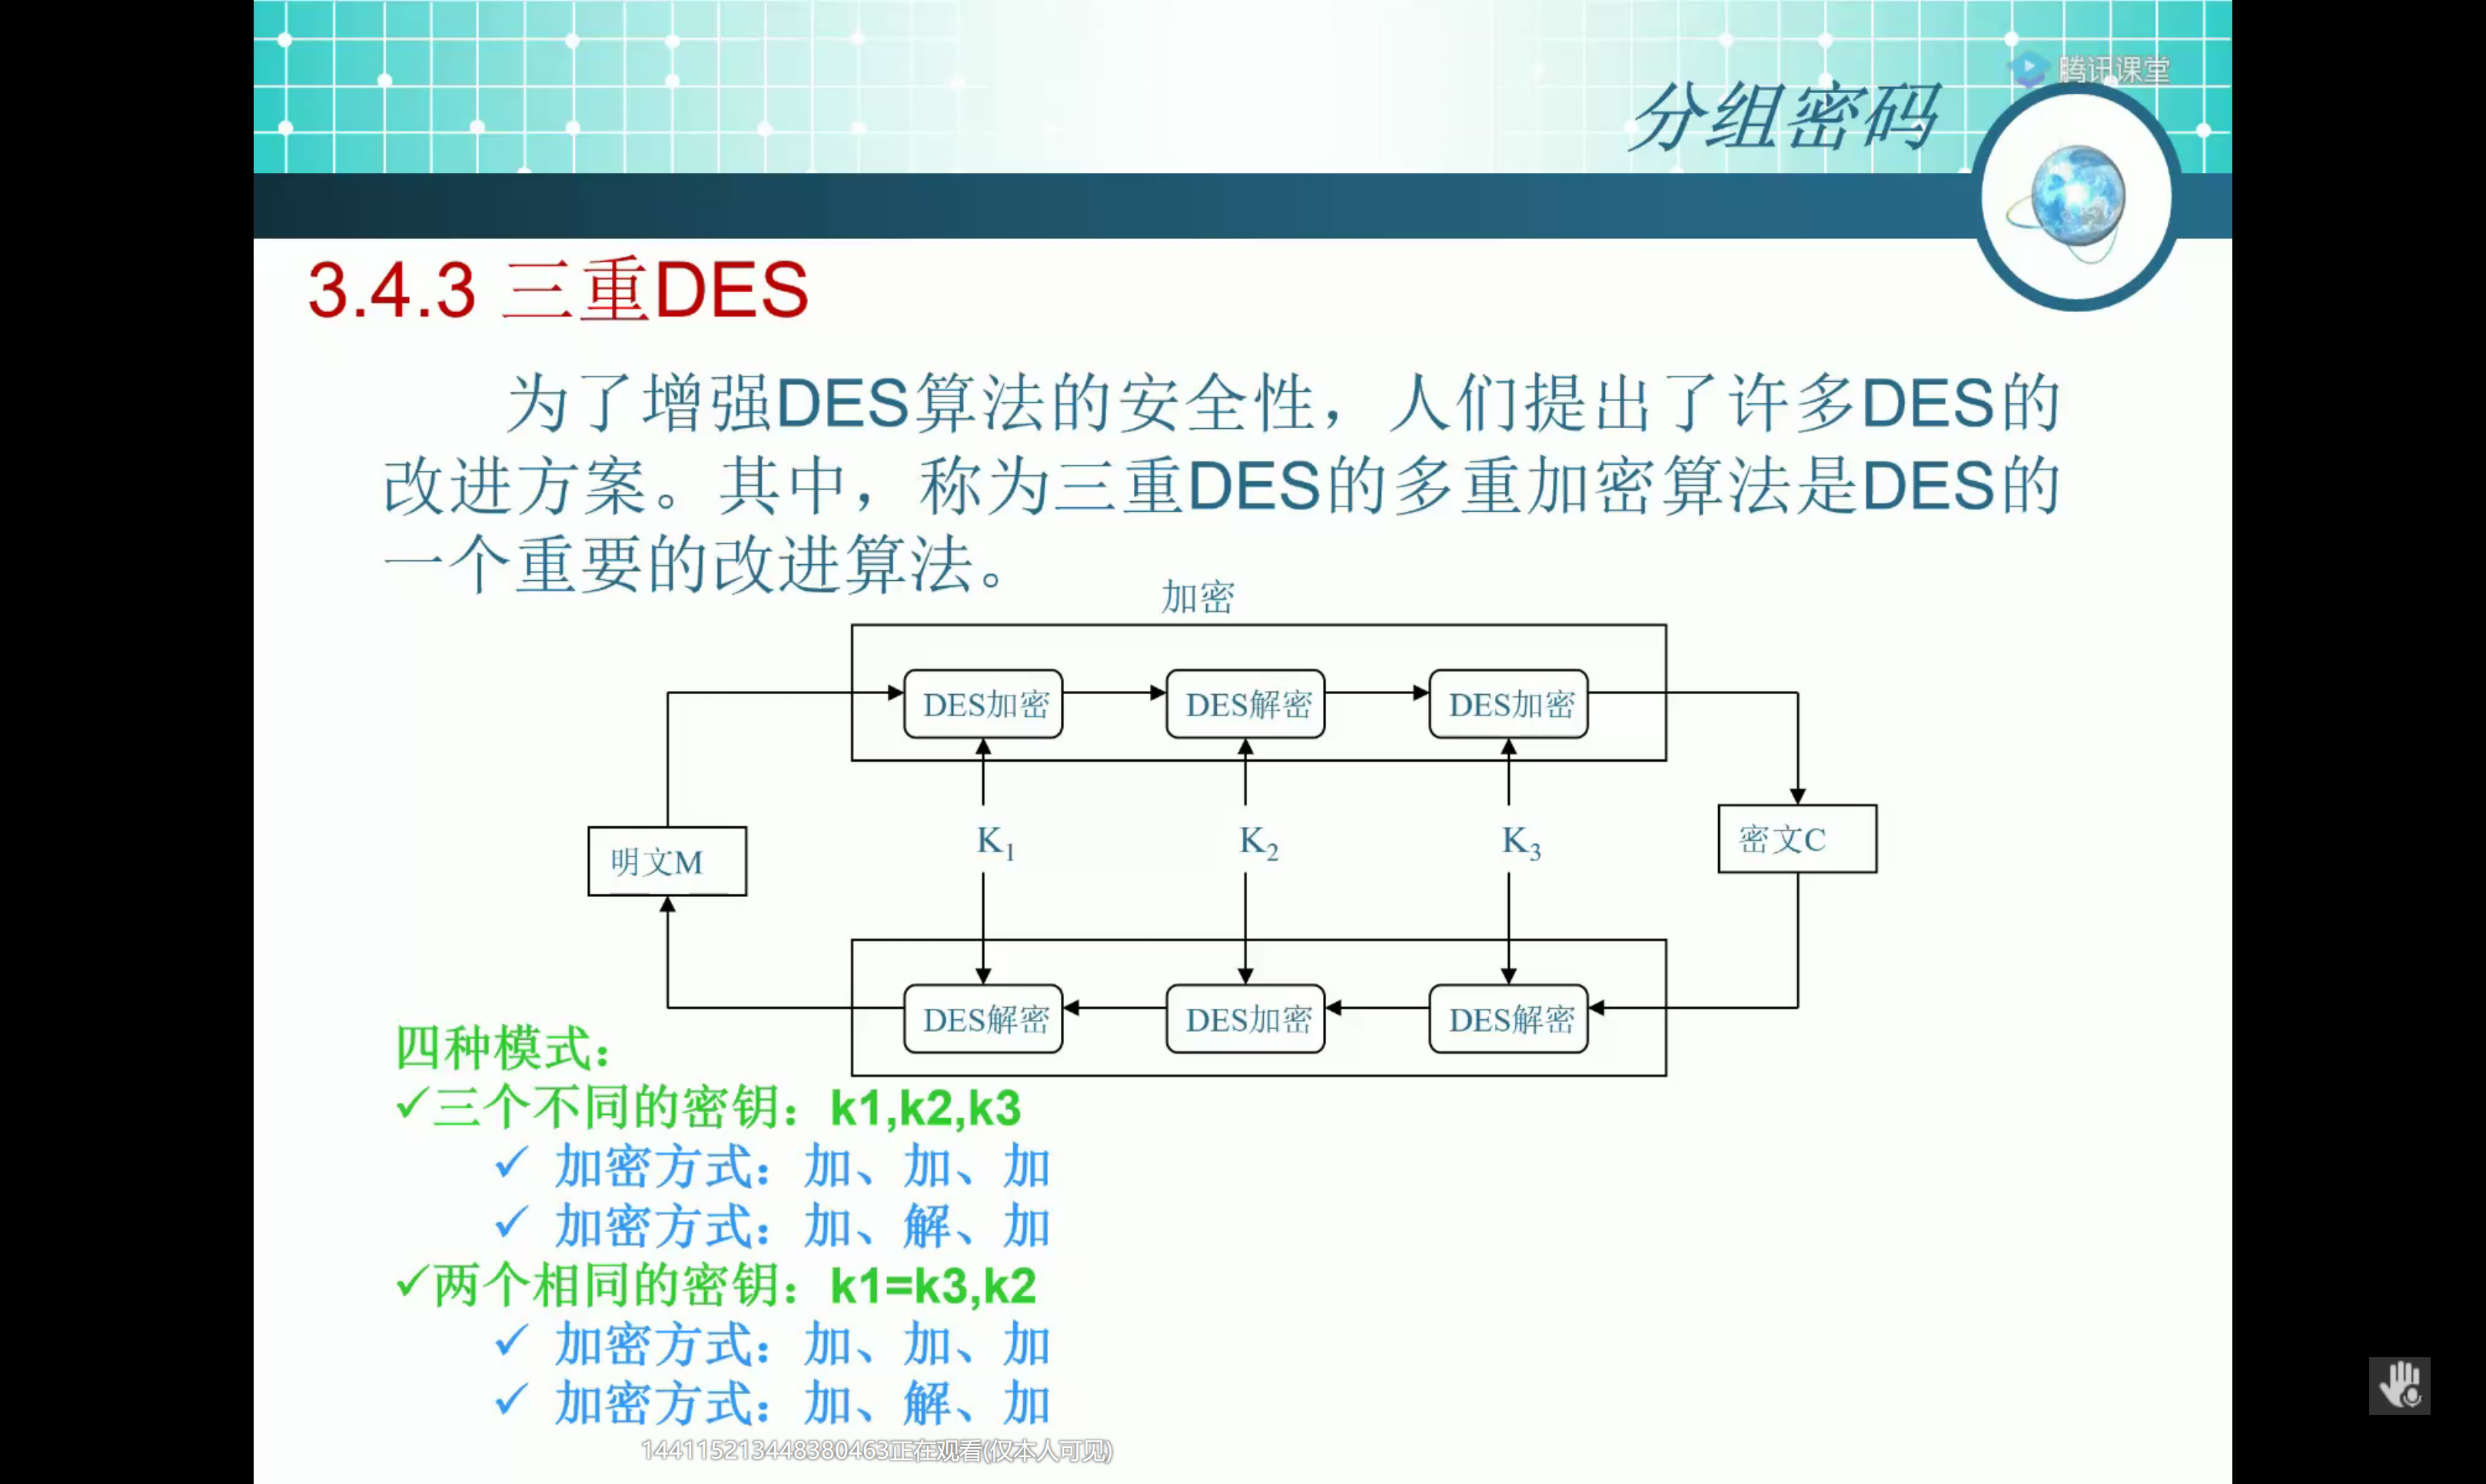 腾讯课堂
分组密码
3.4.3 三重DES
为了增强DES算法的安全性，人们提出了许多DES的
改进方案。其中，称为三重DES的多重加密算法是DES的
一个重要的改进算法。
加密
DES加密 DES解密 DES加密
K1 K2 K3
明文M
密文C
DES解密 DES加密 DES解密
四种模式：
✓三个不同的密钥：k1,k2,k3
✓ 加密方式：加、加、加
✓ 加密方式：加、解、加
✓两个相同的密钥：k1=k3,k2
✓ 加密方式：加、加、加
✓ 加密方式：加、解、加
144115213448380463正在观看(仅本人可见)